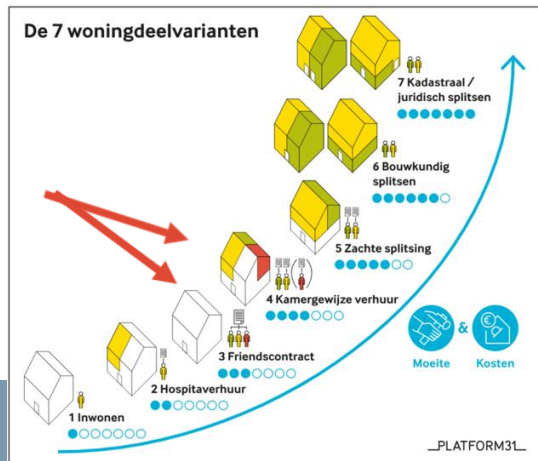 De 7 woningdeelvarianten
7 Kadastraal /
juridisch splitsen
6 Bouwkundig
splitsen
5 Zachte splitsing
4 Kamergewijze verhuur
3 Friendscontract
2 Hospitaverhuur
1 Inwonen
&
€
Moeite
Kosten
PLATFORM31